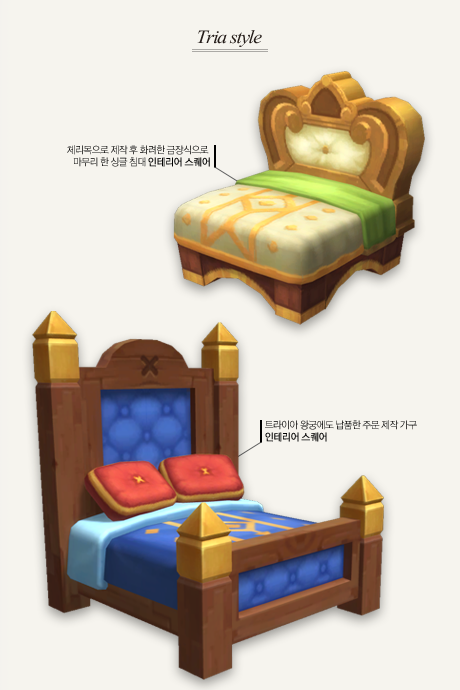 Tria style
체리목으로 제작 후 화려한 금장식으로
마무리 한 싱글 침대 인테리어 스퀘어
트라이아 왕궁에도 납품한 주문 제작 가구
인테리어 스퀘어